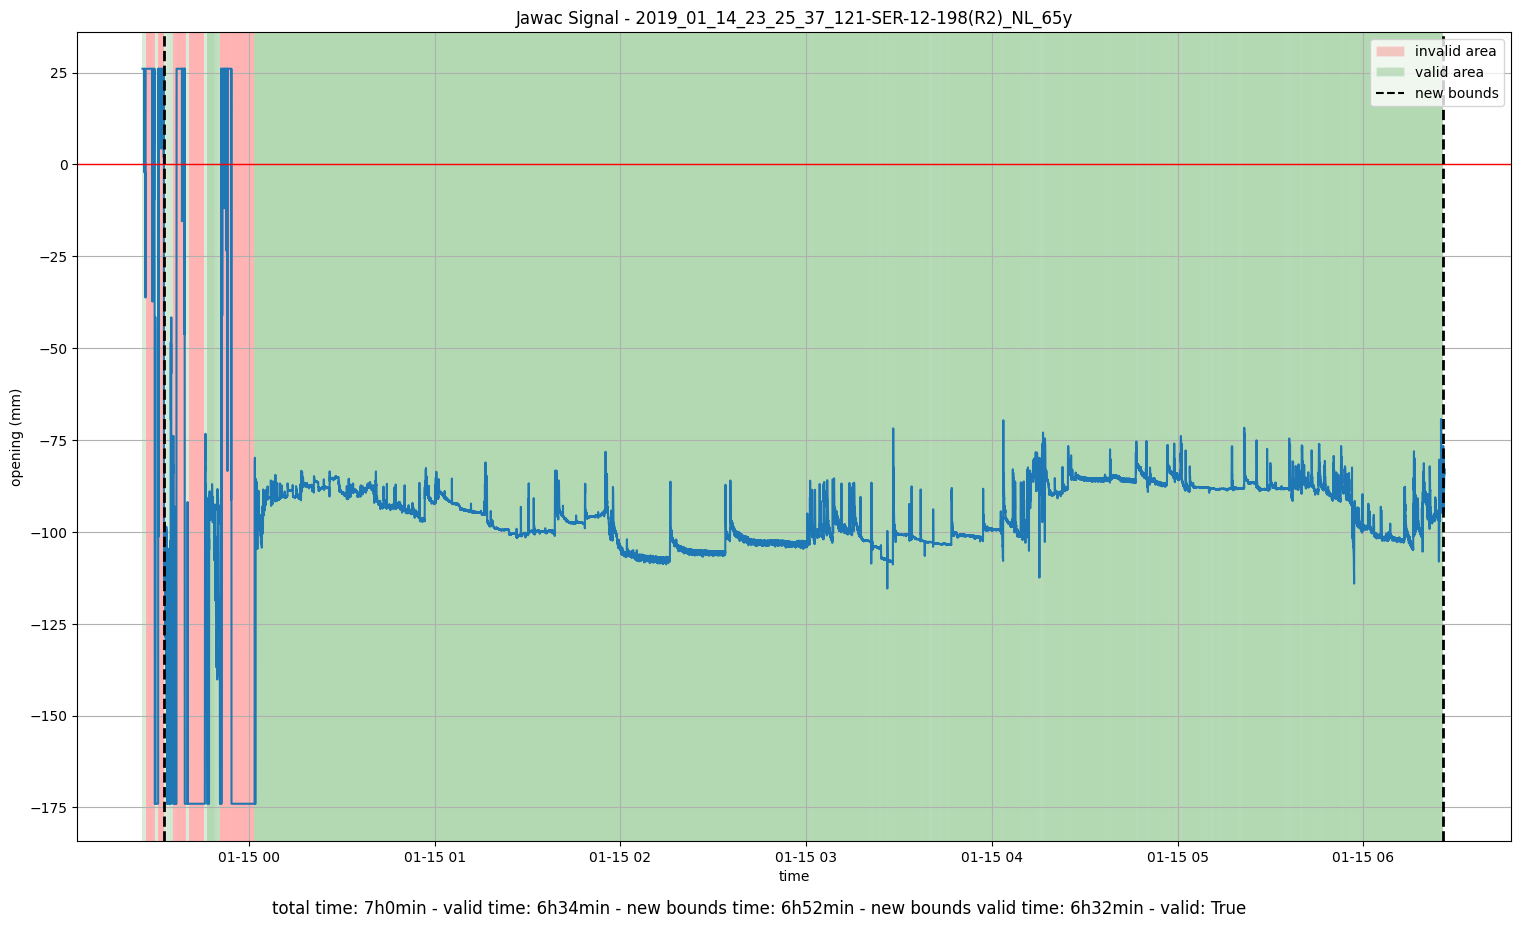 Jawac Signal - 2019_01_14_23_25_37_121-SER-12-198(R2)_NL_65y
invalid area
valid area
new bounds
opening (mm)
25
0
−25
−50
−75
−100
−125
−150
−175
01-15 00
01-15 01
01-15 02
01-15 03
01-15 04
01-15 05
01-15 06
time
total time: 7h0min - valid time: 6h34min - new bounds time: 6h52min - new bounds valid time: 6h32min - valid: True